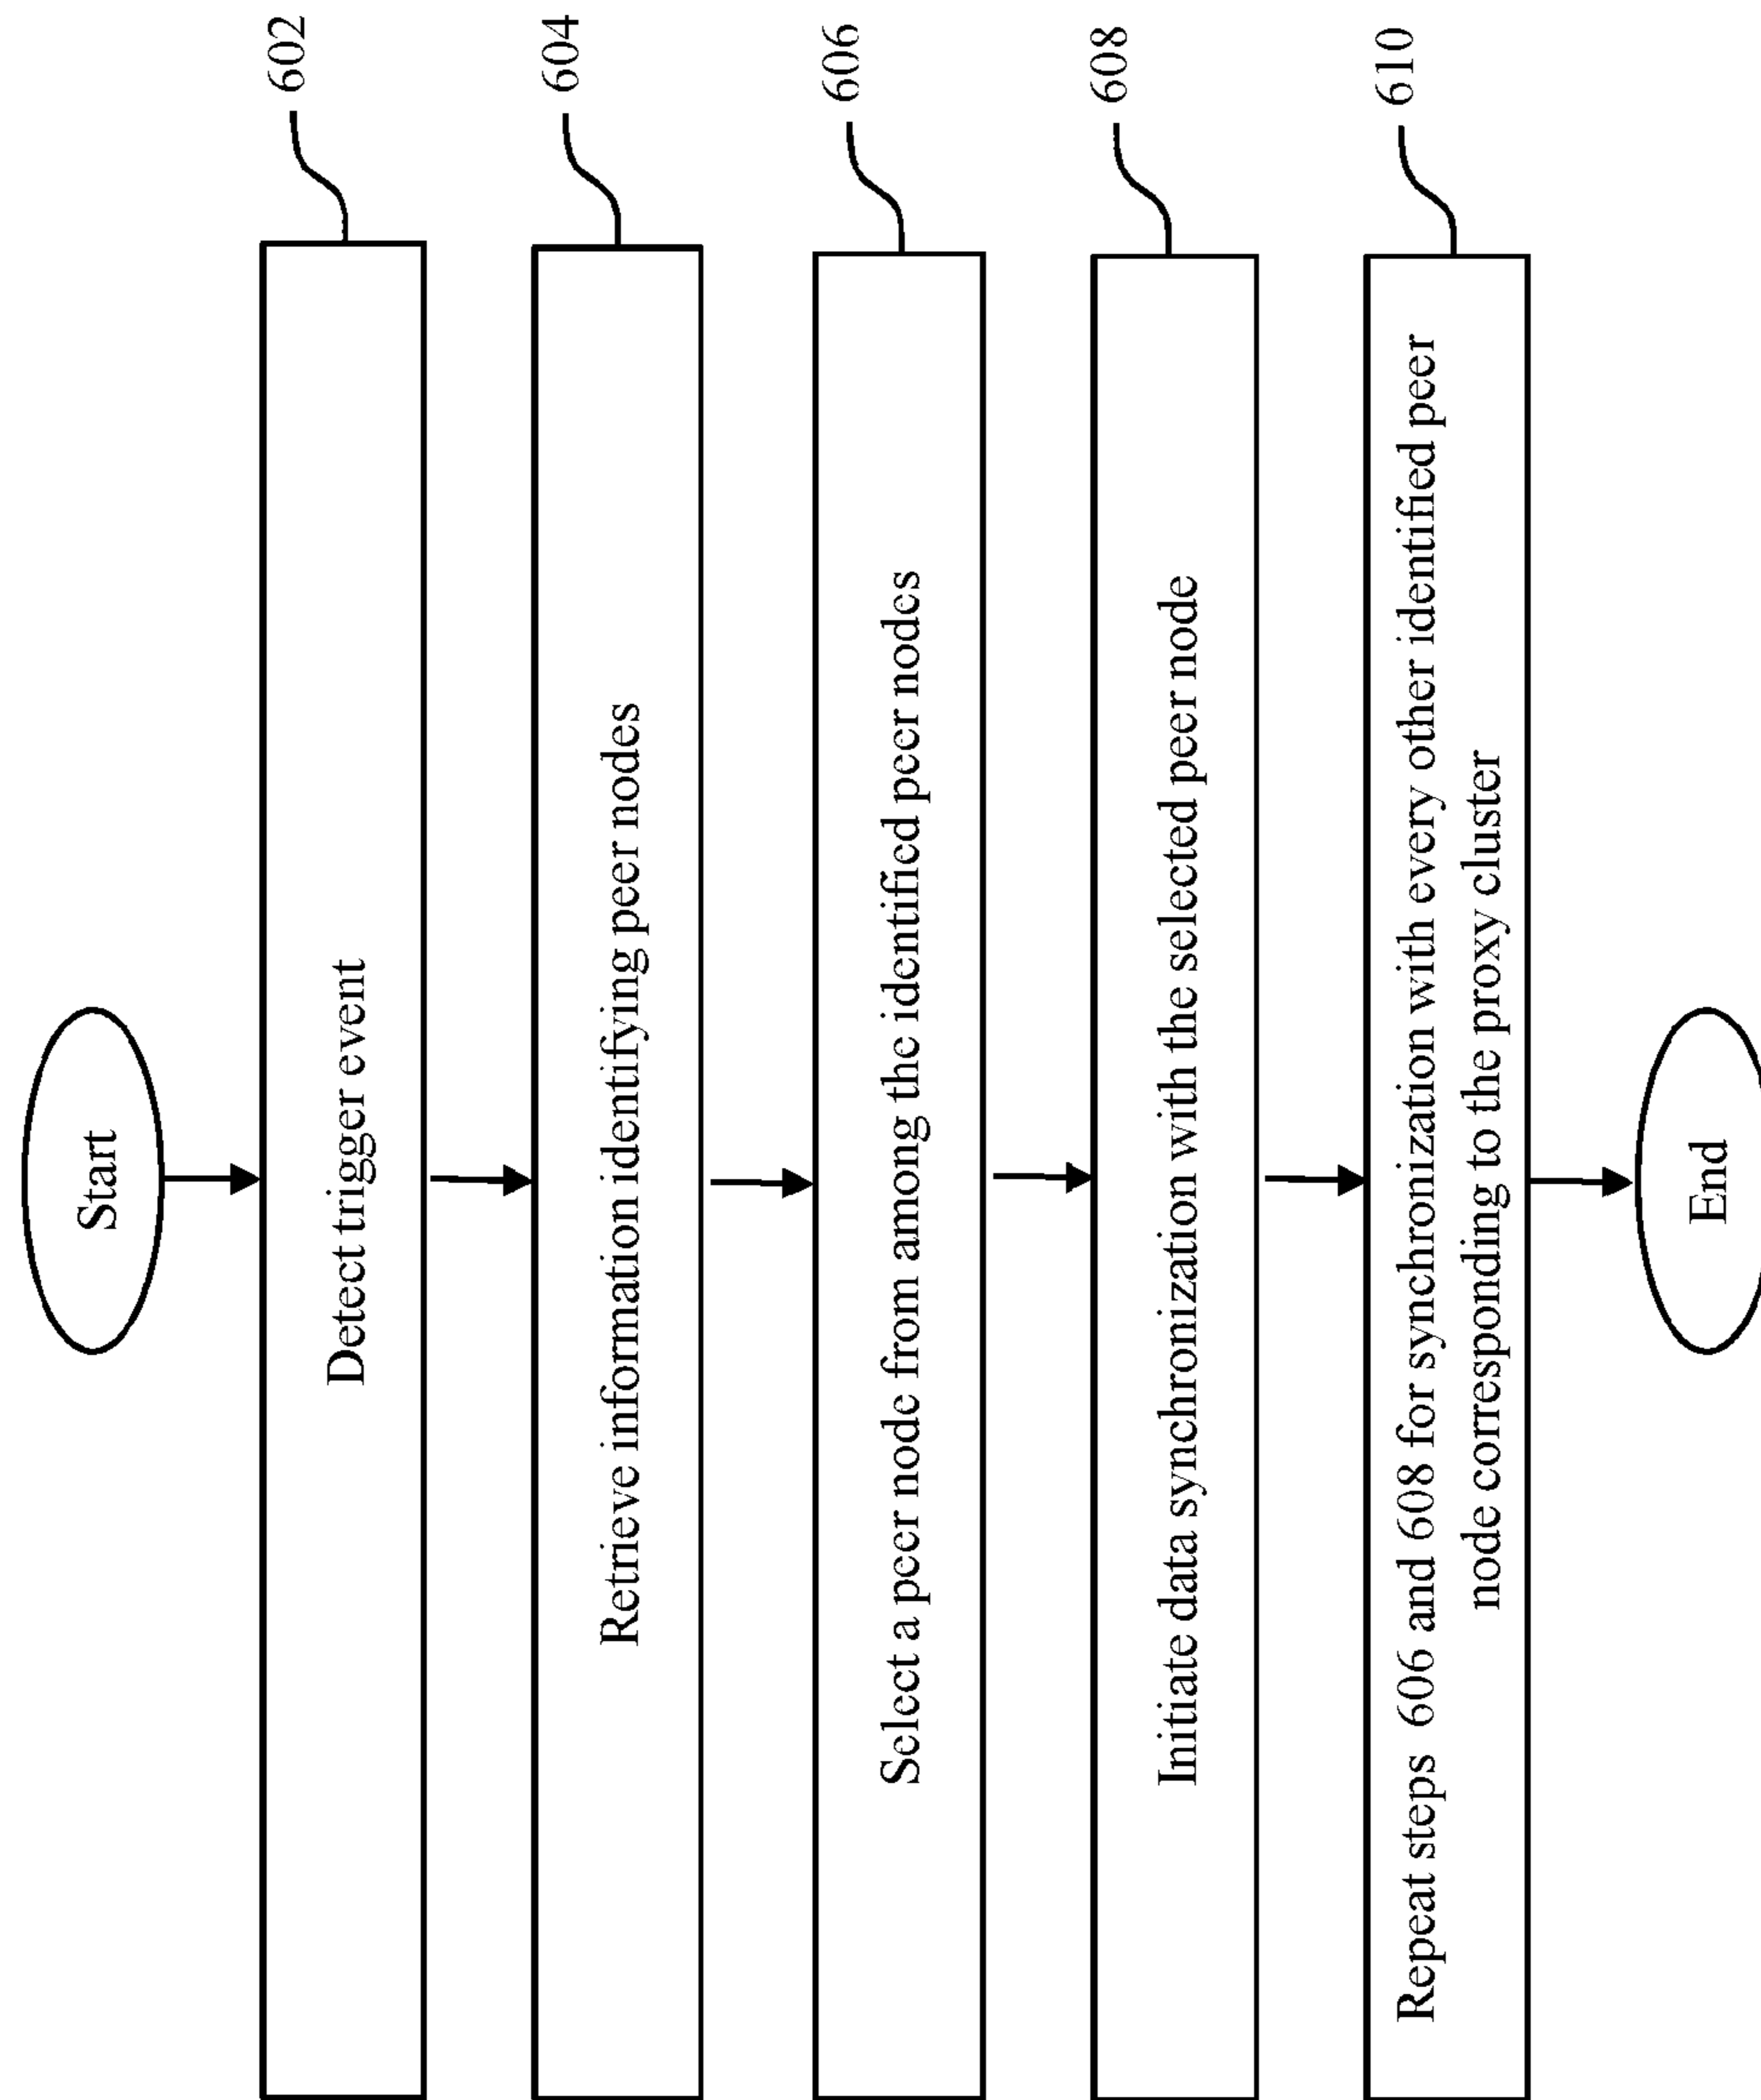 Start
Detect trigger event
602
Retrieve information identifying peer nodes
604
Select a peer node from among the identified peer nodes
606
Initiate data synchronization with the selected peer node
608
Repeat steps 606 and 608 for synchronization with every other identified peer
node corresponding to the proxy cluster
610
End